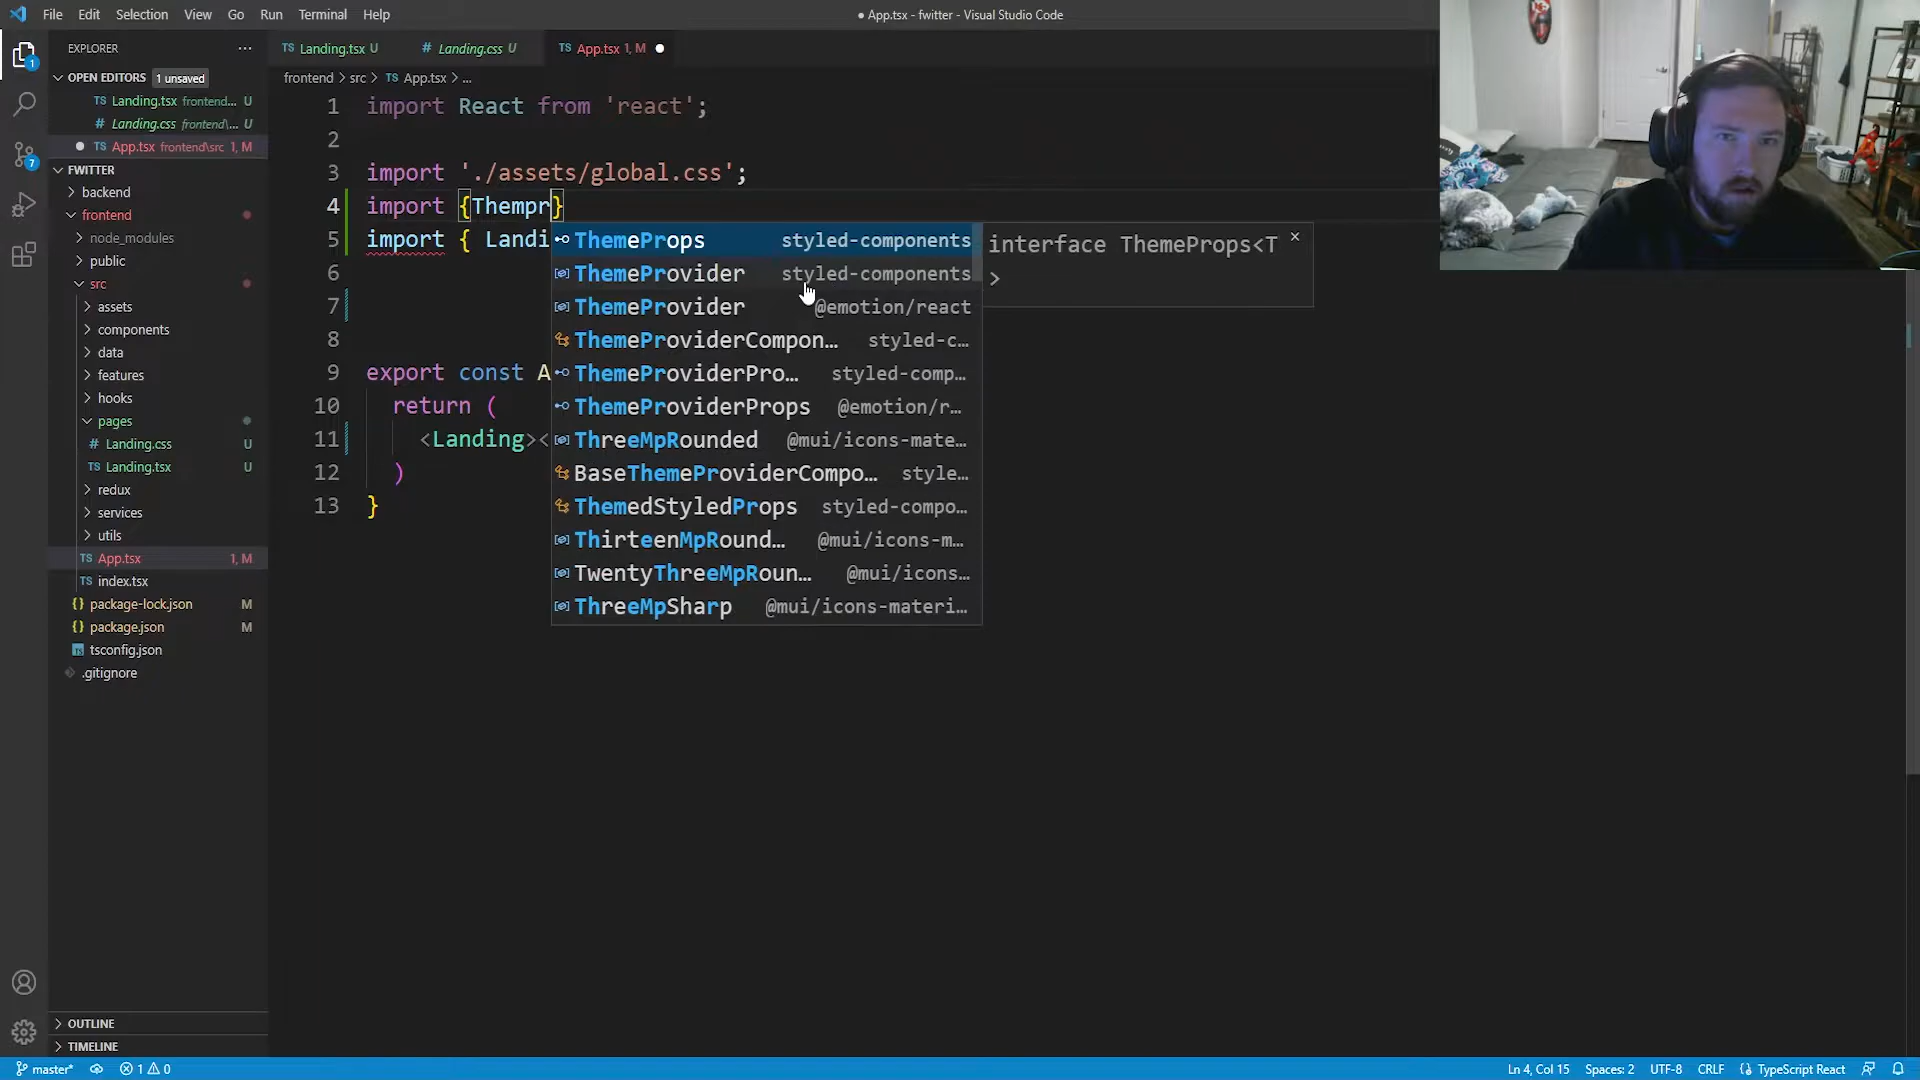 File Edit Selection View Go Run Terminal Help
● App.tsx - fwitter - Visual Studio Code
EXPLORER
OPEN EDITORS 1 unsaved
TS Landing.tsx frontend... U
# Landing.css frontend\... U
TS App.tsx frontend\src 1, M
FWITTER
backend
frontend
node_modules
public
src
assets
components
data
features
hooks
pages
# Landing.css U
TS Landing.tsx U
redux
services
utils
TS App.tsx 1, M
TS index.tsx
{} package-lock.json M
{} package.json M
tsconfig.json
.gitignore
OUTLINE
TIMELINE
TS Landing.tsx U # Landing.css U TS App.tsx 1, M
frontend > src > TS App.tsx > ...
1 import React from 'react';
2
3 import './assets/global.css';
4 import {Thempr}
5 import { Landi
6
7
8
9 export const A
10 return (
11 <Landing><
12 )
13 }
ThemeProps styled-components
ThemeProvider styled-components
ThemeProvider @emotion/react
ThemeProviderCompon... styled-c...
ThemeProviderPro... styled-comp...
ThemeProviderProps @emotion/r...
ThreeMpRounded @mui/icons-mate...
BaseThemeProviderCompo... style...
ThemedStyledProps styled-compo...
ThirteenMpRound... @mui/icons-m...
TwentyThreeMpRoun... @mui/icons...
ThreeMpSharp @mui/icons-materi...
interface ThemeProps<T
>
1
7
master* 1 0
Ln 4, Col 15 Spaces: 2 UTF-8 CRLF {} TypeScript React